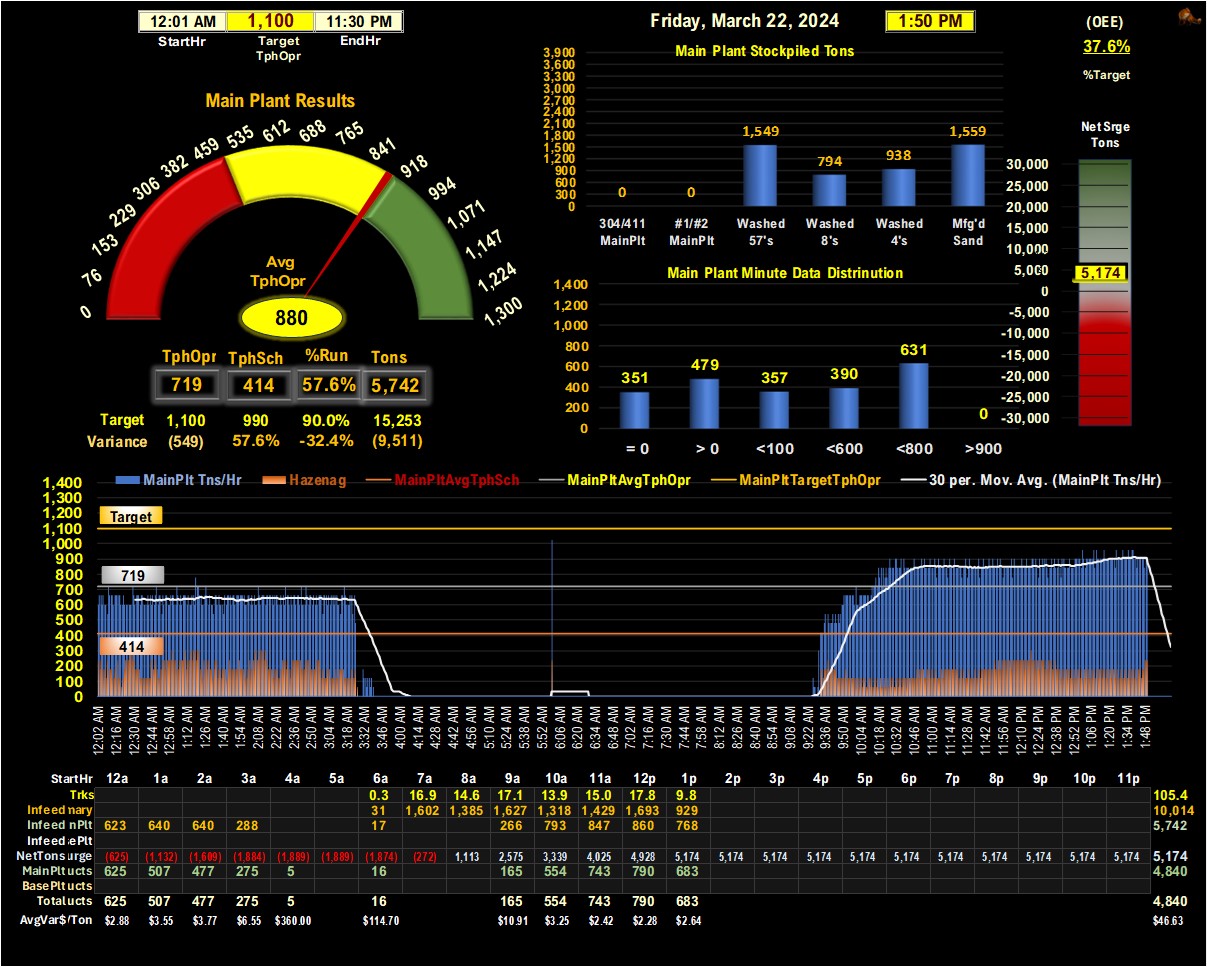 12:01 AM 1,100 11:30 PM
StartHr Target EndHr
TphOpr
Friday, March 22, 2024
1:50 PM
(OEE)
37.6%
%Target
Main Plant Results
0 76 153 229 306 382 459 535 612 688 765 841 918 994 1,071 1,147 1,224 1,300
Avg
TphOpr
880
TphOpr TphSch %Run Tons
719 414 57.6% 5,742
Target 1,100 990 90.0% 15,253
Variance (549) 57.6% -32.4% (9,511)
Main Plant Stockpiled Tons
3,900
3,600
3,300
3,000
2,700
2,400
2,100
1,800
1,500
1,200
900
600
300
0
0 0 1,549 794 938 1,559
304/411 #1/#2 Washed Washed Washed Mfg'd
MainPlt MainPlt 57's 8's 4's Sand
Main Plant Minute Data Distrinution
1,400
1,200
1,000
800
600
400
200
0
351 479 357 390 631 0
= 0 > 0 <100 <600 <800 >900
Net Srge
Tons
30,000
25,000
20,000
15,000
10,000
5,000
0
-5,000
-10,000
-15,000
-20,000
-25,000
-30,000
5,174
MainPlt Tns/Hr Hazenag MainPltAvgTphSch MainPltAvgTphOpr MainPltTargetTphOpr 30 per. Mov. Avg. (MainPlt Tns/Hr)
1,400
1,300
1,200
1,100
1,000
900
800
700
600
500
400
300
200
100
0
Target
719
414
12:02 AM 12:16 AM 12:30 AM 12:44 AM 12:58 AM 1:12 AM 1:26 AM 1:40 AM 1:54 AM 2:08 AM 2:22 AM 2:36 AM 2:50 AM 3:04 AM 3:18 AM 3:32 AM 3:46 AM 4:00 AM 4:14 AM 4:28 AM 4:42 AM 4:56 AM 5:10 AM 5:24 AM 5:38 AM 5:52 AM 6:06 AM 6:20 AM 6:34 AM 6:48 AM 7:02 AM 7:16 AM 7:30 AM 7:44 AM 7:58 AM 8:12 AM 8:26 AM 8:40 AM 8:54 AM 9:08 AM 9:22 AM 9:36 AM 9:50 AM 10:04 AM 10:18 AM 10:32 AM 10:46 AM 11:00 AM 11:14 AM 11:28 AM 11:42 AM 11:56 AM 12:10 PM 12:24 PM 12:38 PM 12:52 PM 1:06 PM 1:20 PM 1:34 PM 1:48 PM
StartHr 12a 1a 2a 3a 4a 5a 6a 7a 8a 9a 10a 11a 12p 1p 2p 3p 4p 5p 6p 7p 8p 9p 10p 11p
Trks 0.3 16.9 14.6 17.1 13.9 15.0 17.8 9.8 105.4
Infeed nary 31 1,602 1,385 1,627 1,318 1,429 1,693 929 10,014
Infeed nPlt 623 640 640 288 17 266 793 847 860 768 5,742
Infeed ePlt
NetTons urge (625) (1,132) (1,609) (1,884) (1,889) (1,889) (1,874) (272) 1,113 2,575 3,339 4,025 4,928 5,174 5,174 5,174 5,174 5,174 5,174 5,174 5,174 5,174 5,174 5,174 5,174
MainPlt ucts 625 507 477 275 5 16 165 554 743 790 683 4,840
BasePlt ucts
Total ucts 625 507 477 275 5 16 165 554 743 790 683 4,840
AvgVar$/Ton $2.88 $3.55 $3.77 $6.55 $360.00 $114.70 $10.91 $3.25 $2.42 $2.28 $2.64 $46.63